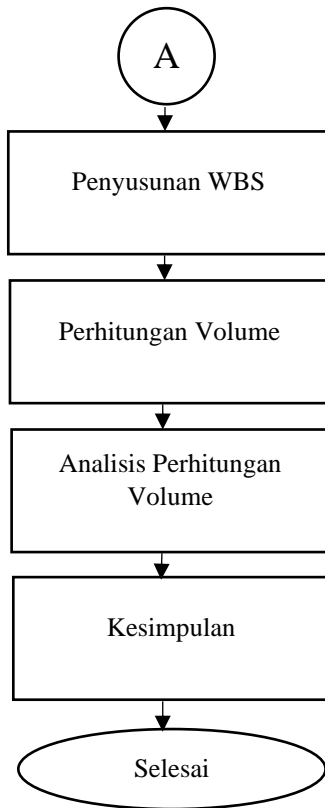 A
Penyusunan WBS
Perhitungan Volume
Analisis Perhitungan
Volume
Kesimpulan
Selesai